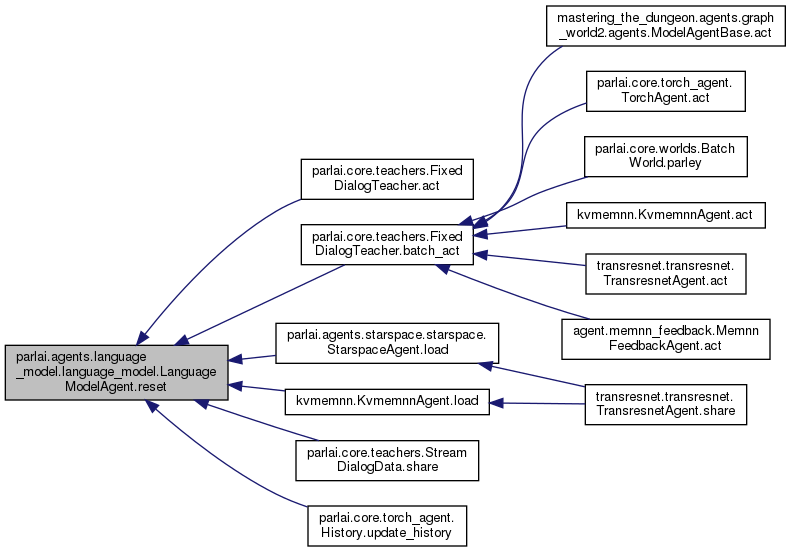 mastering_the_dungeon.agents.graph
_world2.agents.ModelAgentBase.act
parlai.core.torch_agent.
TorchAgent.act
parlai.core.worlds.Batch
World.parley
parlai.core.teachers.Fixed
DialogTeacher.act
kvmemnn.KvmemnnAgent.act
parlai.core.teachers.Fixed
DialogTeacher.batch_act
transresnet.transresnet.
TransresnetAgent.act
agent.memnn_feedback.Memnn
FeedbackAgent.act
parlai.agents.starspace.starspace.
StarspaceAgent.load
parlai.agents.language
_model.language_model.Language
ModelAgent.reset
kvmemnn.KvmemnnAgent.load
transresnet.transresnet.
TransresnetAgent.share
parlai.core.teachers.Stream
DialogData.share
parlai.core.torch_agent.
History.update_history